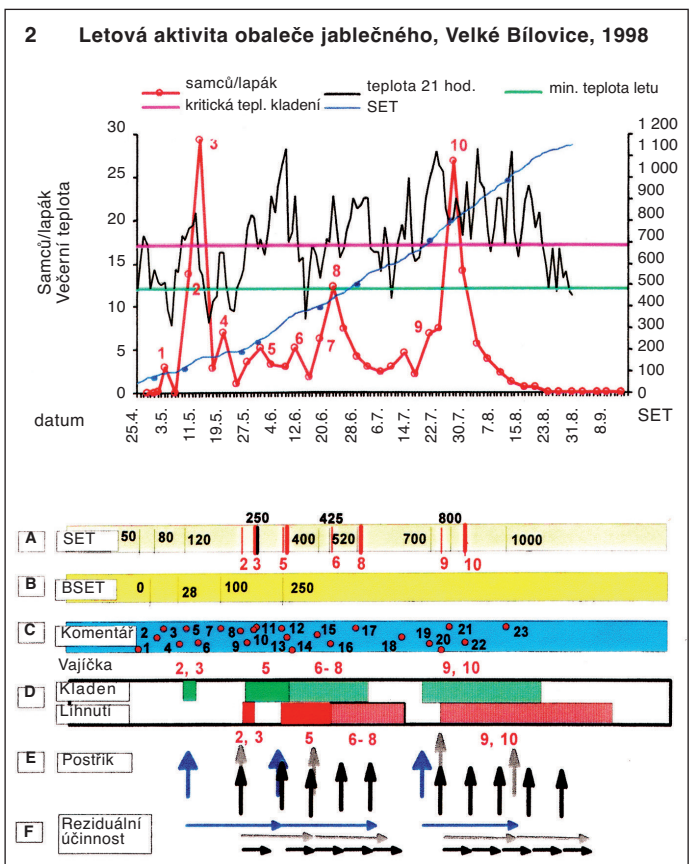 2 Letová aktivita obaleče jablečného, Velké Bílovice, 1998
samců/lapák teplota 21 hod. min. teplota letu
kritická tepl. kladení SET
Samců/lapák
Večerní teplota
30
25
20
15
10
5
0
1 200
1 100
1 000
900
800
700
600
500
400
300
200
100
0
1 2 3 4 5 6 7 8 9 10
datum
25.4. 3.5. 11.5. 19.5. 27.5. 4.6. 12.6. 20.6. 28.6. 6.7. 14.7. 22.7. 30.7. 7.8. 15.8. 23.8. 31.8. 8.9.
SET
250 425 800
A SET 50 80 120 400 520 700 1000
2 3 5 6 8 9 10
B BSET 0 28 100 250
C Komentář 1 2 3 4 5 6 7 8 9 10 11 12 13 14 15 16 17 18 19 20 21 22 23
Vajíčka 2, 3 5 6- 8 9, 10
D Kladen
Líhnutí
2, 3 5 6-8 9, 10
E Postřik
F Reziduální
účinnost